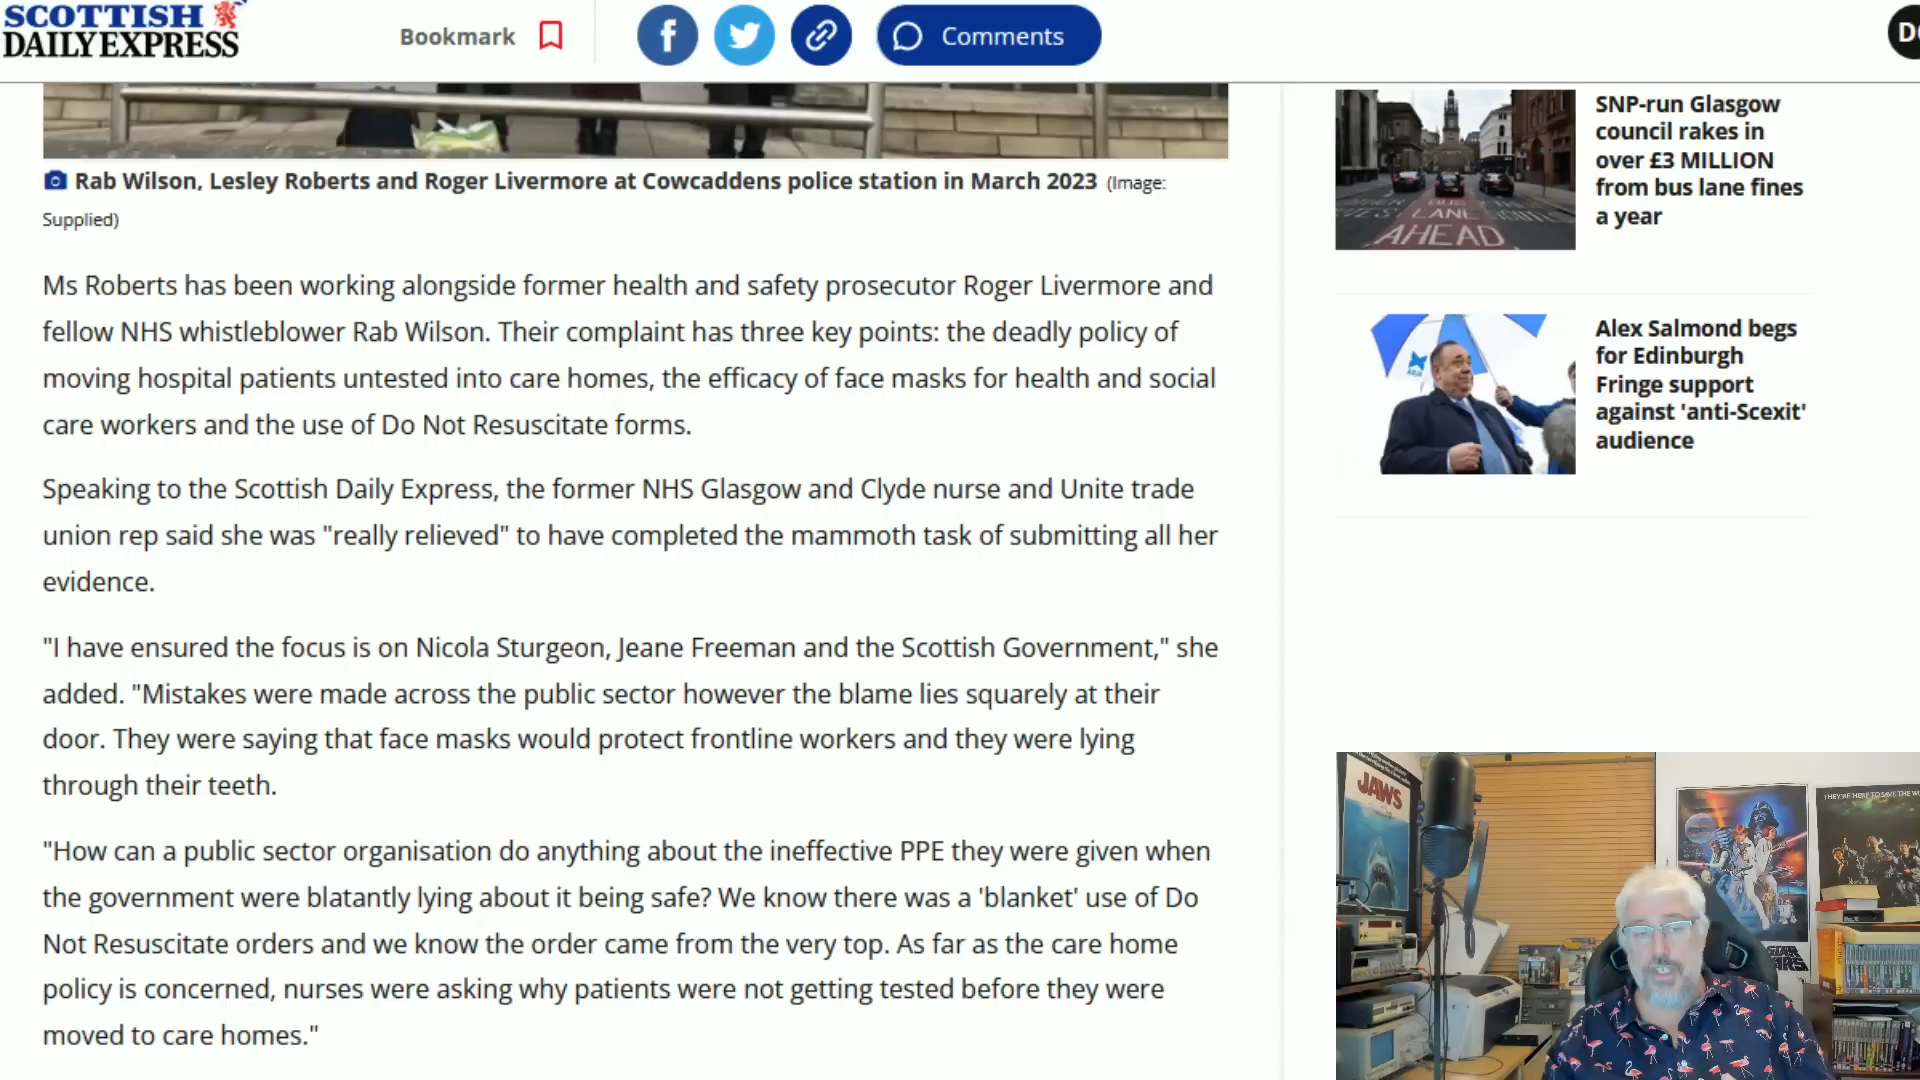 SCOTTISH
DAILY EXPRESS
Bookmark
Comments
Rab Wilson, Lesley Roberts and Roger Livermore at Cowcaddens police station in March 2023 (Image:
Supplied)
Ms Roberts has been working alongside former health and safety prosecutor Roger Livermore and
fellow NHS whistleblower Rab Wilson. Their complaint has three key points: the deadly policy of
moving hospital patients untested into care homes, the efficacy of face masks for health and social
care workers and the use of Do Not Resuscitate forms.
Speaking to the Scottish Daily Express, the former NHS Glasgow and Clyde nurse and Unite trade
union rep said she was "really relieved" to have completed the mammoth task of submitting all her
evidence.
"I have ensured the focus is on Nicola Sturgeon, Jeane Freeman and the Scottish Government," she
added. "Mistakes were made across the public sector however the blame lies squarely at their
door. They were saying that face masks would protect frontline workers and they were lying
through their teeth.
"How can a public sector organisation do anything about the ineffective PPE they were given when
the government were blatantly lying about it being safe? We know there was a 'blanket' use of Do
Not Resuscitate orders and we know the order came from the very top. As far as the care home
policy is concerned, nurses were asking why patients were not getting tested before they were
moved to care homes."
SNP-run Glasgow
council rakes in
over £3 MILLION
from bus lane fines
a year
LANE
AHEAD
Alex Salmond begs
for Edinburgh
Fringe support
against 'anti-Scexit'
audience
JAWS
THEY'RE HERE TO SAVE THE
STAR
WARS